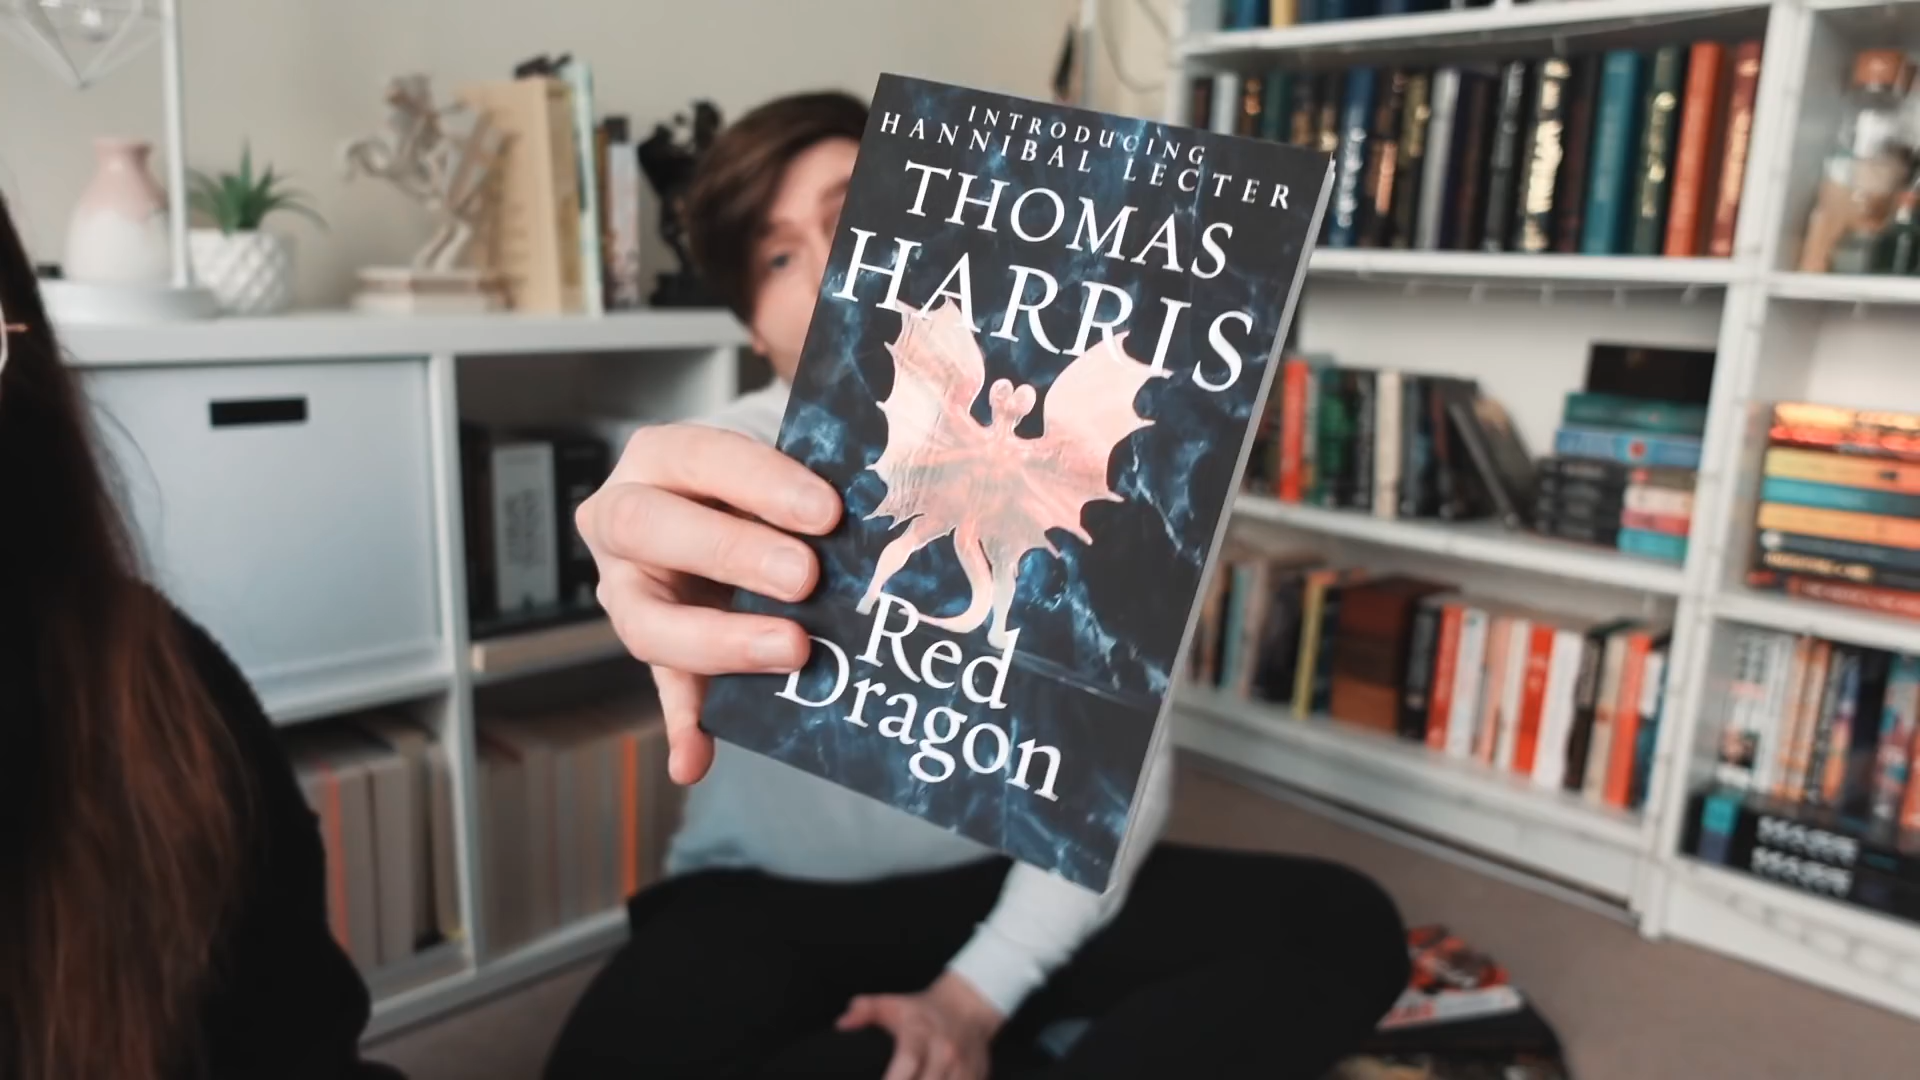 INTRODUCING
HANNIBAL LECTER
THOMAS
HARRIS
Red
Dragon